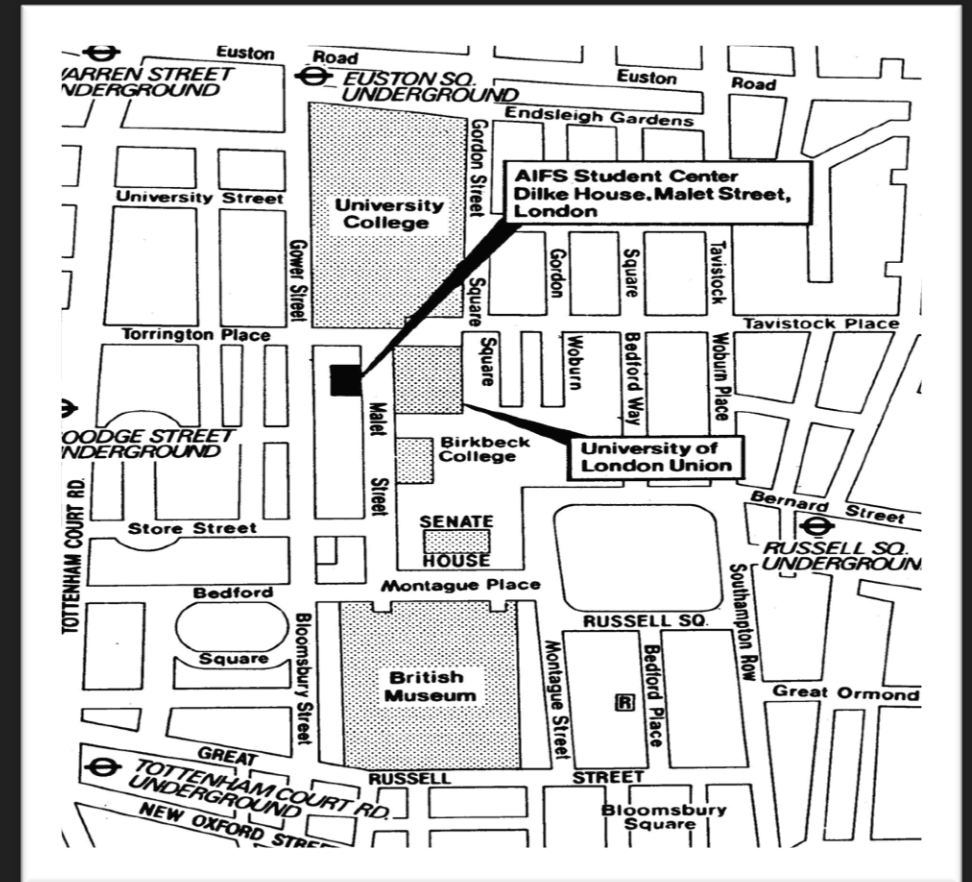 Euston Road
WARREN STREET
UNDERGROUND
EUSTON SQ.
UNDERGROUND
Euston Road
Endsleigh Gardens
Gordon Street
AIFS Student Center
Dilke House, Malet Street,
London
University
College
University Street
Gower Street
Gordon
Square
Tavistock
Square
Torrington Place
Tavistock Place
Square
Woburn
Bedford Way
Woburn Place
Malet
Street
OODGE STREET
NDERGROUND
Birkbeck
College
University of
London Union
TOTTENHAM COURT RD.
Store Street
SENATE
HOUSE
Bernard Street
RUSSELL SQ.
UNDERGROUN
Montague Place
Bedford
Square
RUSSELL SQ.
Southampton Row
Bloomsbury Street
British
Museum
Montague Street
Bedford Place
R
Great Ormond
GREAT
RUSSELL
STREET
TOTTENHAM COURT RD.
UNDERGROUND
NEW OXFORD STREE
Bloomsbury
Square